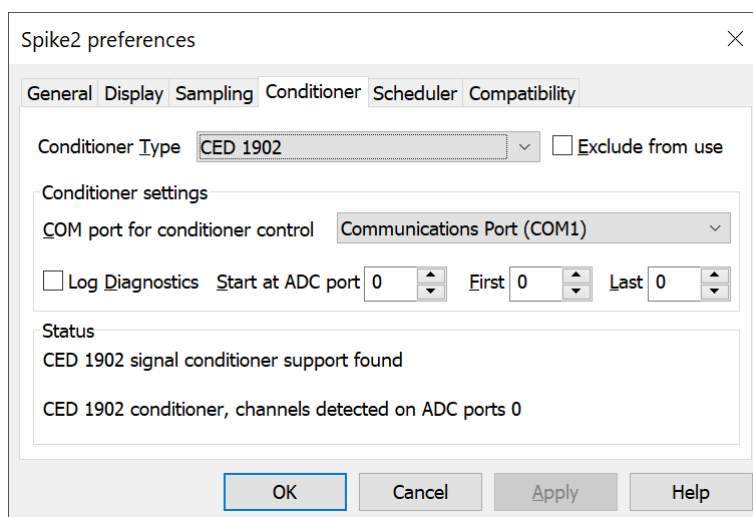 Spike2 preferences
General Display Sampling Conditioner Scheduler Compatibility
Conditioner Type CED 1902 Exclude from use
Conditioner settings
COM port for conditioner control Communications Port (COM1)
Log Diagnostics Start at ADC port 0 First 0 Last 0
Status
CED 1902 signal conditioner support found
CED 1902 conditioner, channels detected on ADC ports 0
OK Cancel Apply Help